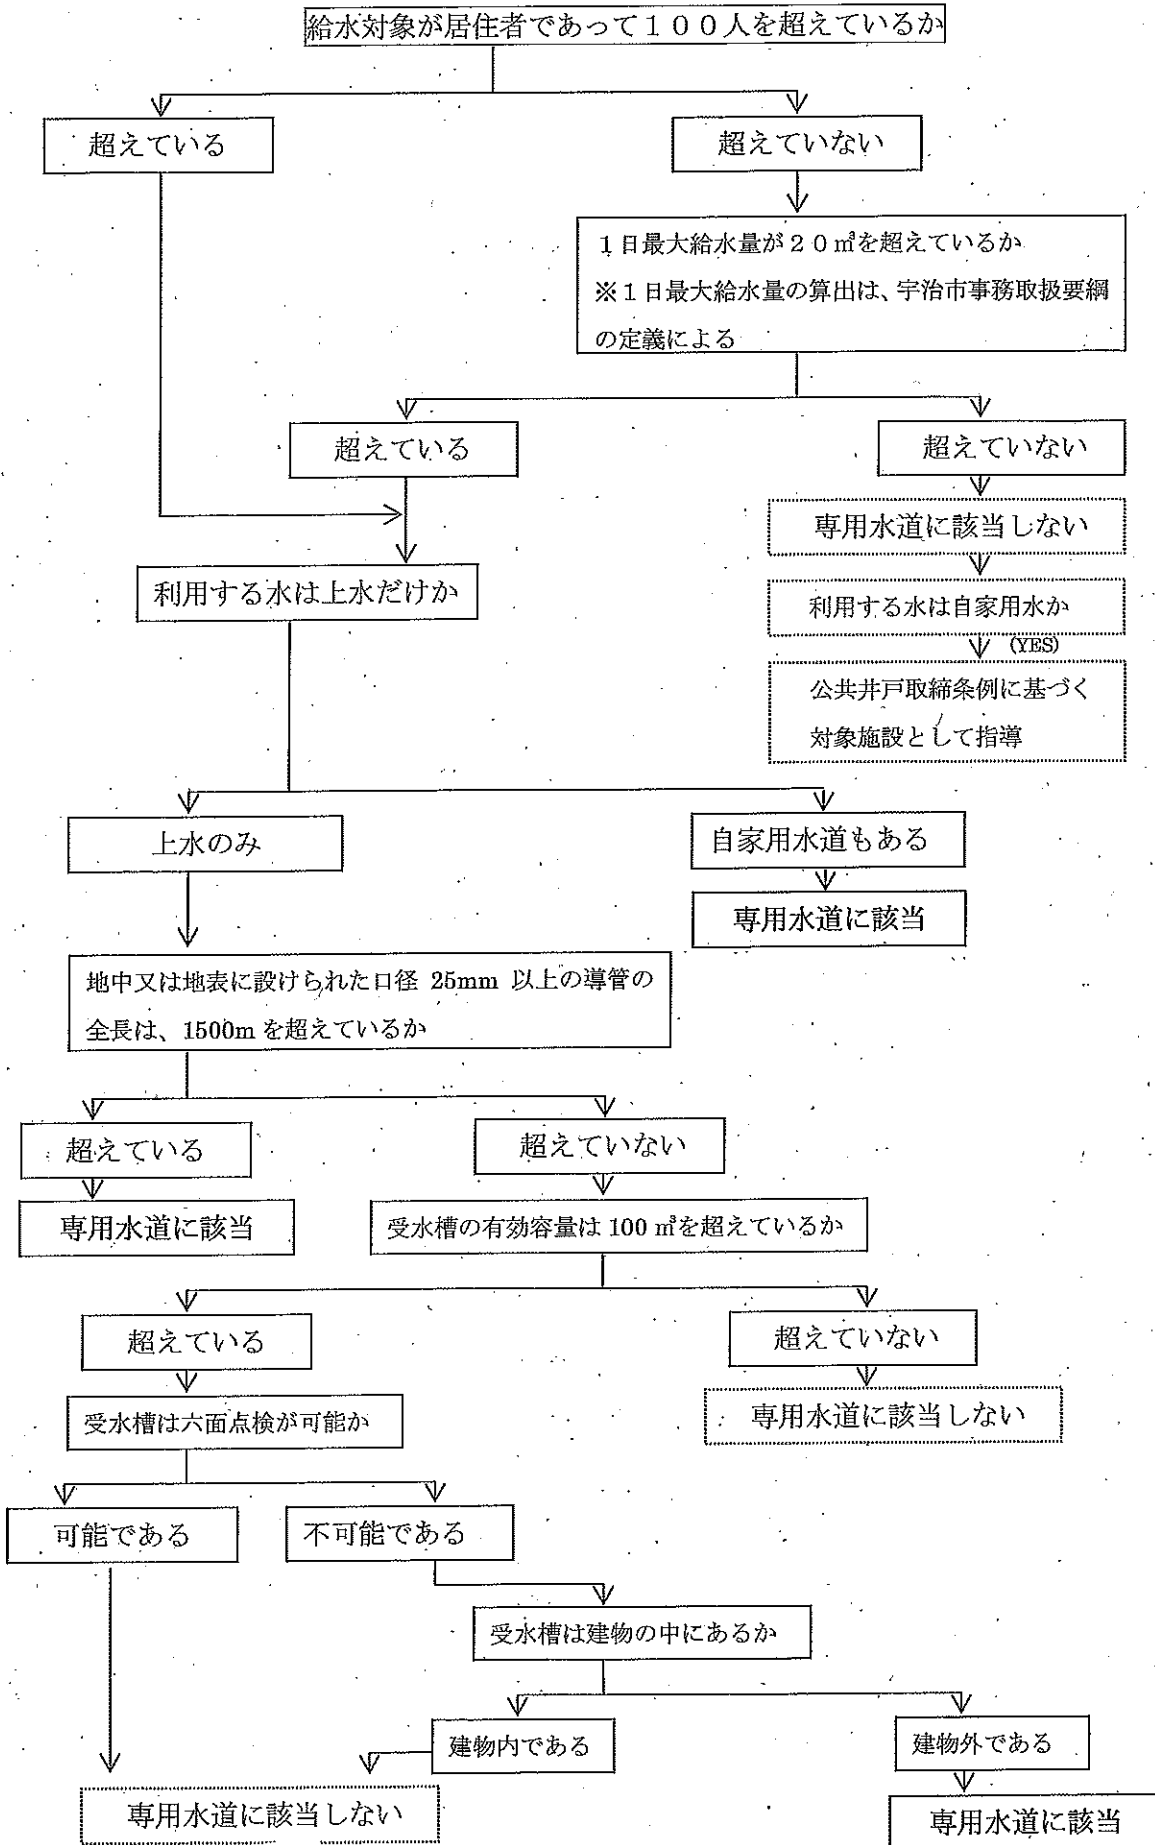 給水対象が居住者であって１００人を超えているか
超えている
超えていない
１日最大給水量が２０㎥を超えているか
※１日最大給水量の算出は、宇治市事務取扱要綱
の定義による
超えている
超えていない
専用水道に該当しない
利用する水は上水だけか
利用する水は自家用水か
(YES)
公共井戸取締条例に基づく
対象施設として指導
上水のみ
自家用水道もある
専用水道に該当
地中又は地表に設けられた口径 25mm 以上の導管の
全長は、1500m を超えているか
超えている
超えていない
専用水道に該当
受水槽の有効容量は 100 ㎥を超えているか
超えている
超えていない
受水槽は六面点検が可能か
専用水道に該当しない
可能である
不可能である
受水槽は建物の中にあるか
建物内である
建物外である
専用水道に該当しない
専用水道に該当